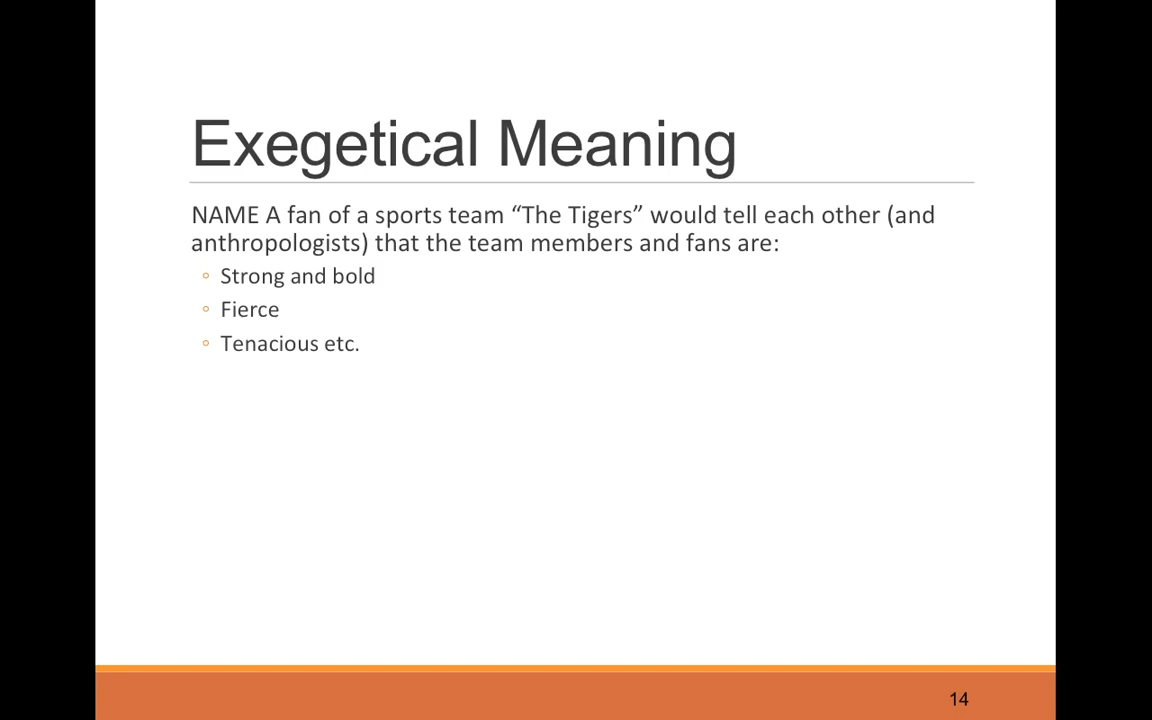 Exegetical Meaning
NAME A fan of a sports team “The Tigers” would tell each other (and
anthropologists) that the team members and fans are:
◦ Strong and bold
◦ Fierce
◦ Tenacious etc.
14